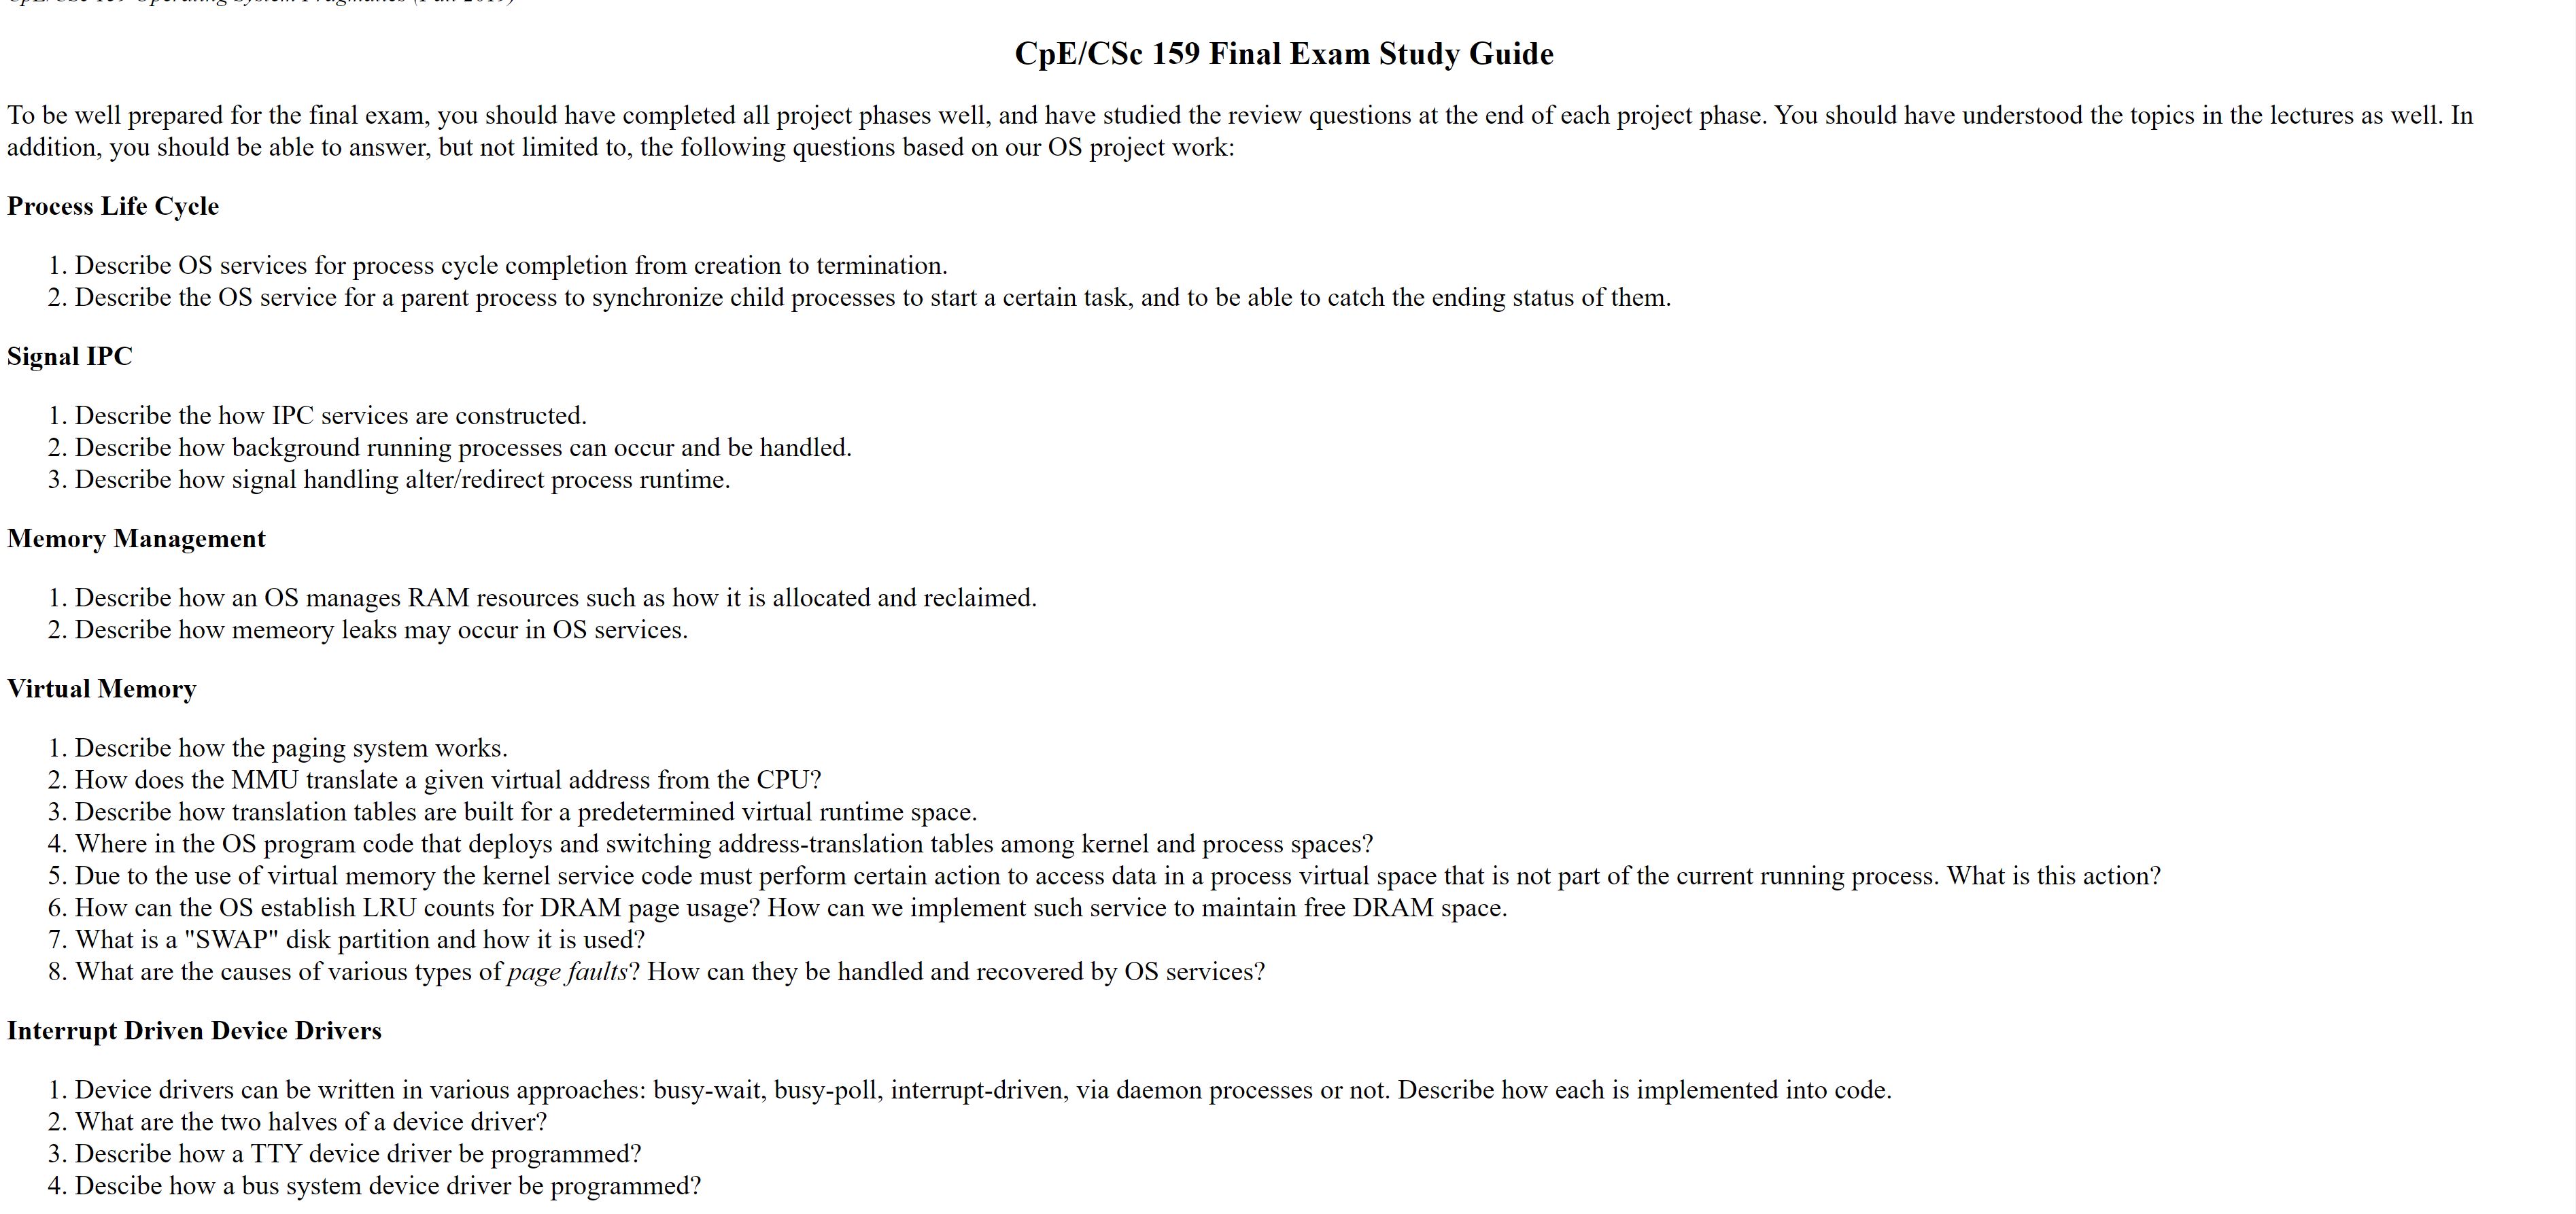 CpE/CSc 159 Operating System Pragmatics (Fall 2019)
CpE/CSc 159 Final Exam Study Guide
To be well prepared for the final exam, you should have completed all project phases well, and have studied the review questions at the end of each project phase. You should have understood the topics in the lectures as well. In
addition, you should be able to answer, but not limited to, the following questions based on our OS project work:
Process Life Cycle
1. Describe OS services for process cycle completion from creation to termination.
2. Describe the OS service for a parent process to synchronize child processes to start a certain task, and to be able to catch the ending status of them.
Signal IPC
1. Describe the how IPC services are constructed.
2. Describe how background running processes can occur and be handled.
3. Describe how signal handling alter/redirect process runtime.
Memory Management
1. Describe how an OS manages RAM resources such as how it is allocated and reclaimed.
2. Describe how memeory leaks may occur in OS services.
Virtual Memory
1. Describe how the paging system works.
2. How does the MMU translate a given virtual address from the CPU?
3. Describe how translation tables are built for a predetermined virtual runtime space.
4. Where in the OS program code that deploys and switching address-translation tables among kernel and process spaces?
5. Due to the use of virtual memory the kernel service code must perform certain action to access data in a process virtual space that is not part of the current running process. What is this action?
6. How can the OS establish LRU counts for DRAM page usage? How can we implement such service to maintain free DRAM space.
7. What is a "SWAP" disk partition and how it is used?
8. What are the causes of various types of page faults? How can they be handled and recovered by OS services?
Interrupt Driven Device Drivers
1. Device drivers can be written in various approaches: busy-wait, busy-poll, interrupt-driven, via daemon processes or not. Describe how each is implemented into code.
2. What are the two halves of a device driver?
3. Describe how a TTY device driver be programmed?
4. Descibe how a bus system device driver be programmed?